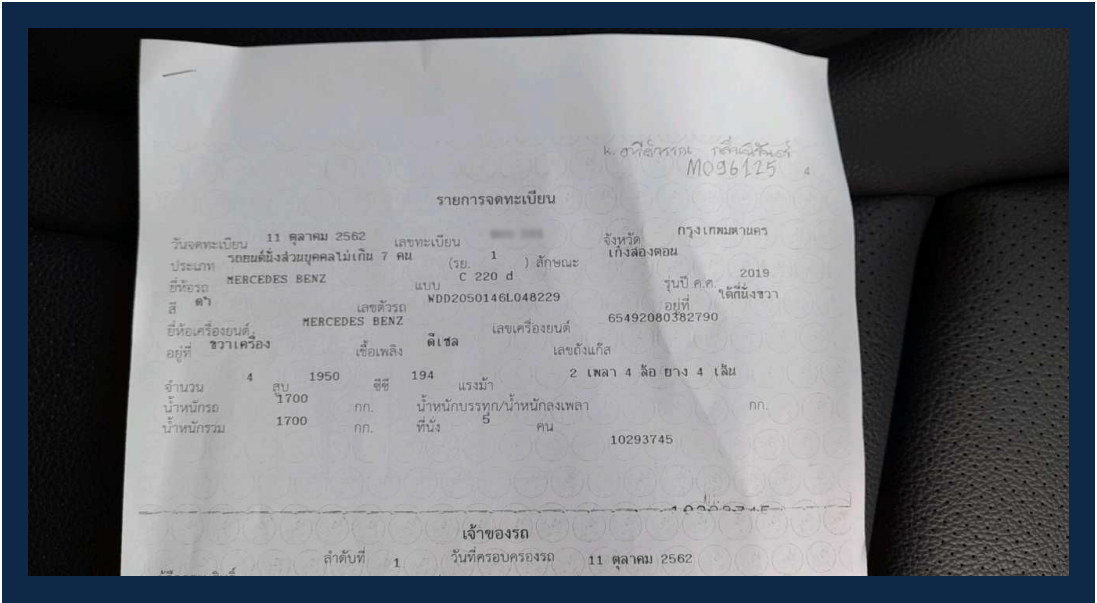 M096125 4
รายการจดทะเบียน
วันจดทะเบียน 11 ตุลาคม 2562 เลขทะเบียน จังหวัด กรุงเทพมหานคร
ประเภท รถยนต์นั่งส่วนบุคคลไม่เกิน 7 คน (รย. 1 ) ลักษณะ เก๋งสองตอน
ยี่ห้อรถ MERCEDES BENZ แบบ C 220 d รุ่นปี ค.ศ. 2019
สี ดำ เลขตัวรถ WDD2050146L048229 อยู่ที่ ใต้ที่นั่งขวา
ยี่ห้อเครื่องยนต์ MERCEDES BENZ เลขเครื่องยนต์ 65492080382790
อยู่ที่ ขวาเครื่อง เชื้อเพลิง ดีเซล เลขถังแก๊ส
จำนวน 4 สูบ 1950 ซีซี 194 แรงม้า 2 เพลา 4 ล้อ ยาง 4 เส้น
น้ำหนักรถ 1700 กก. น้ำหนักบรรทุก/น้ำหนักลงเพลา กก.
น้ำหนักรวม 1700 กก. ที่นั่ง 5 คน
10293745
เจ้าของรถ
ลำดับที่ 1 วันที่ครอบครองรถ 11 ตุลาคม 2562